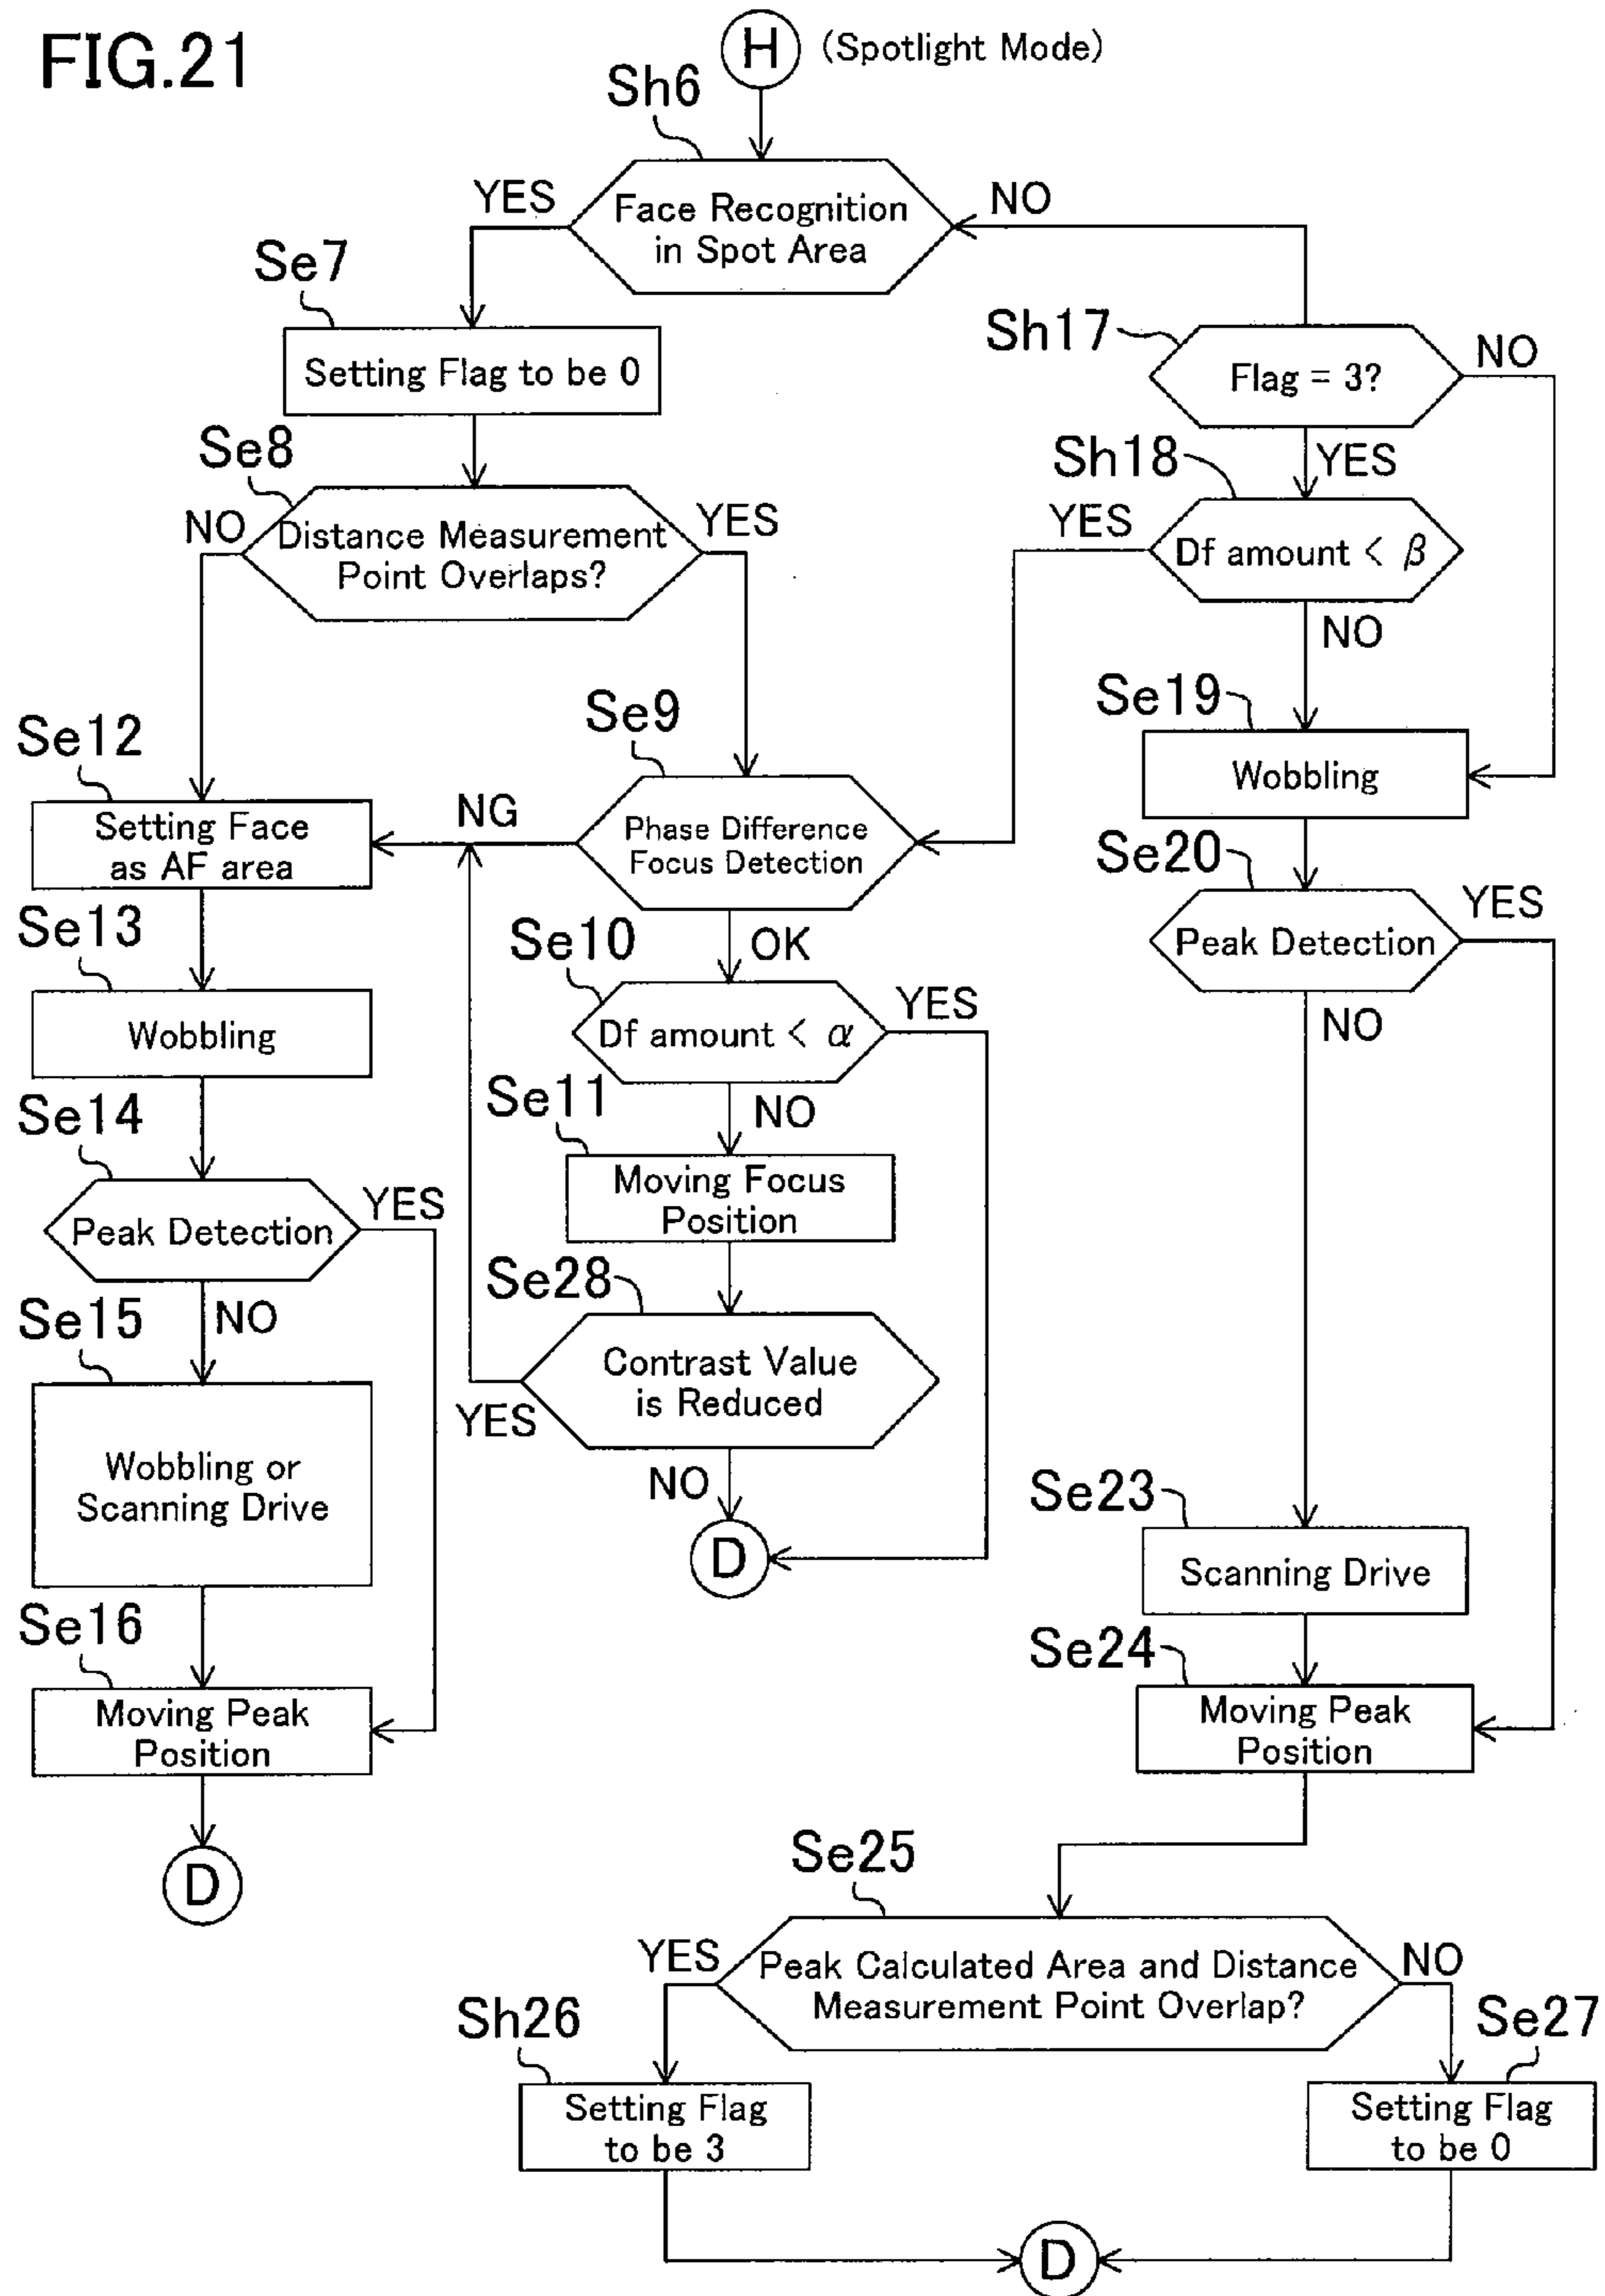 FIG.21
H (Spotlight Mode)
Sh6
Face Recognition
in Spot Area
YES
NO
Se7
Setting Flag to be 0
Sh17
Flag = 3?
NO
YES
Se8
Distance Measurement
Point Overlaps?
NO
YES
Sh18
Df amount < β
YES
NO
Se12
Setting Face
as AF area
Se9
Phase Difference
Focus Detection
NG
OK
Se19
Wobbling
Se20
Peak Detection
YES
NO
Se13
Wobbling
Se10
Df amount < α
YES
NO
Se14
Peak Detection
YES
NO
Se11
Moving Focus
Position
Se28
Contrast Value
is Reduced
YES
NO
D
Se15
Wobbling or
Scanning Drive
Se16
Moving Peak
Position
D
Se23
Scanning Drive
Se24
Moving Peak
Position
Se25
Peak Calculated Area and Distance
Measurement Point Overlap?
YES
NO
Sh26
Setting Flag
to be 3
Se27
Setting Flag
to be 0
D